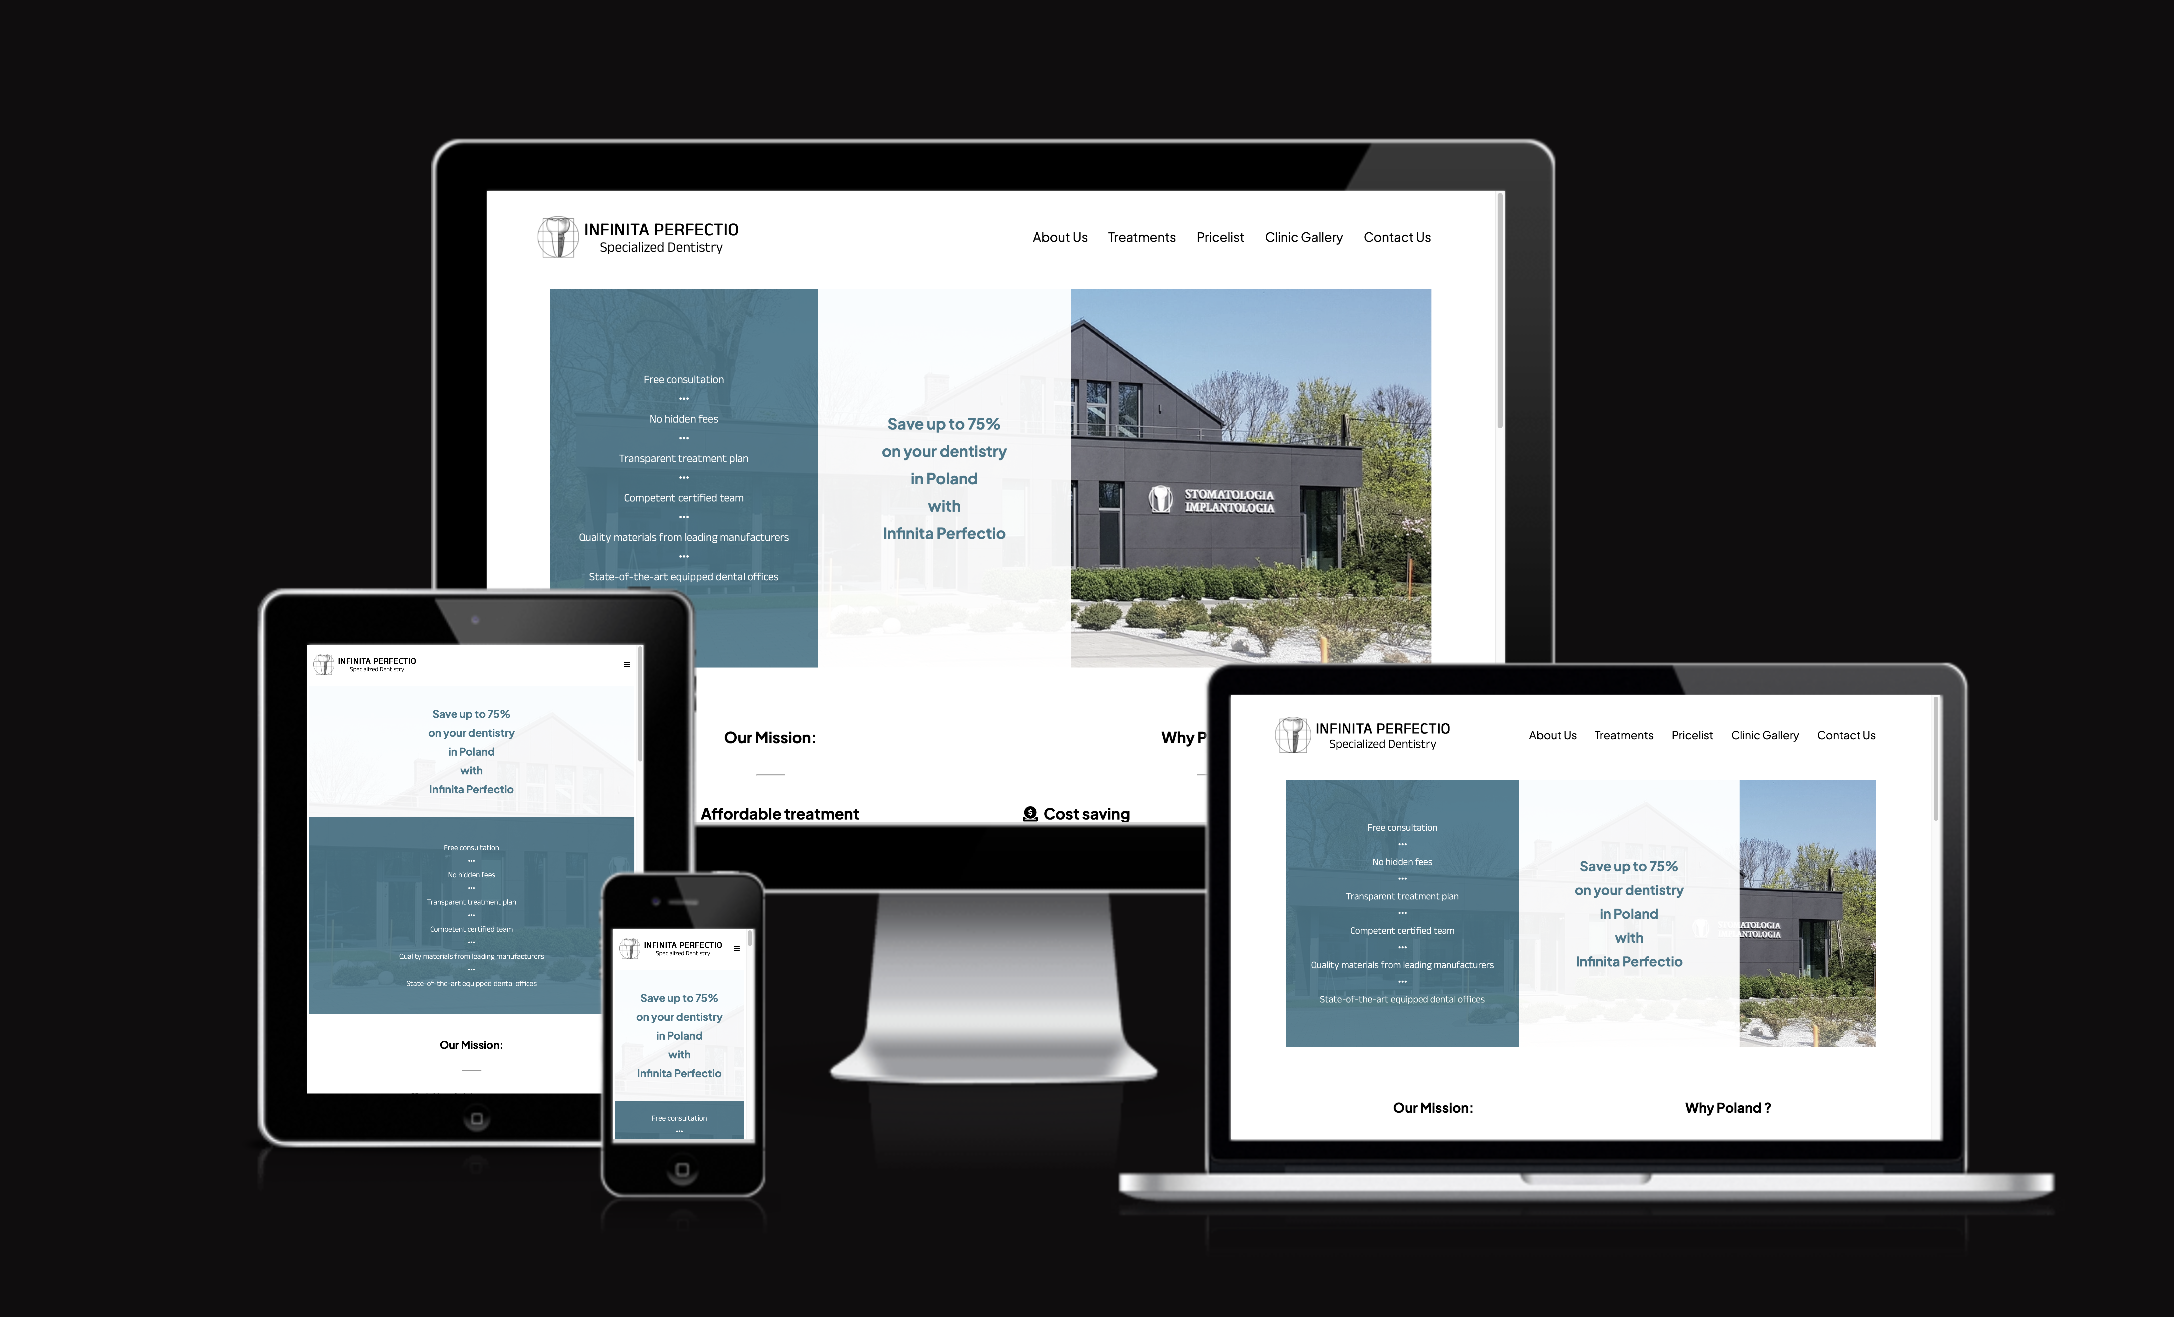 INFINITA PERFECTIO
Specialized Dentistry
About Us Treatments Pricelist Clinic Gallery Contact Us
Free consultation
•••
No hidden fees
•••
Transparent treatment plan
•••
Competent certified team
•••
Quality materials from leading manufacturers
•••
State-of-the-art equipped dental offices
Save up to 75%
on your dentistry
in Poland
with
Infinita Perfectio
STOMATOLOGIA
IMPLANTOLOGIA
Our Mission:
Why P
Affordable treatment
Cost saving
INFINITA PERFECTIO
Specialized Dentistry
Save up to 75%
on your dentistry
in Poland
with
Infinita Perfectio
Free consultation
•••
No hidden fees
•••
Transparent treatment plan
•••
Competent certified team
•••
Quality materials from leading manufacturers
•••
State-of-the-art equipped dental offices
Our Mission:
INFINITA PERFECTIO
Specialized Dentistry
Save up to 75%
on your dentistry
in Poland
with
Infinita Perfectio
Free consultation
•••
INFINITA PERFECTIO
Specialized Dentistry
About Us Treatments Pricelist Clinic Gallery Contact Us
Free consultation
•••
No hidden fees
•••
Transparent treatment plan
•••
Competent certified team
•••
Quality materials from leading manufacturers
•••
State-of-the-art equipped dental offices
Save up to 75%
on your dentistry
in Poland
with
Infinita Perfectio
STOMATOLOGIA
IMPLANTOLOGIA
Our Mission:
Why Poland ?